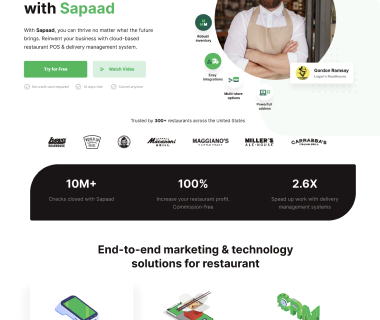 with Sapaad
With Sapaad, you can thrive no matter what the future
brings. Reinvent your business with cloud-based
restaurant POS & delivery management system.
Try for Free
Watch Video
No credit card required
14 days trial
Cancel anytime
Robust
inventory
Easy
integrations
Multi-store
options
Powerful
addons
Gordon Ramsay
Logan's Roadhouse
Trusted by 300+ restaurants across the United States
Logan's
ROADHOUSE
MAGGIANO'S
LITTLE ITALY
MILLER'S
ALE·HOUSE
CARRABBA'S
10M+
Checks closed with Sapaad
100%
Increase your restaurant profit.
Commission-free
2.6X
Speed up work with delivery
management systems
End-to-end marketing & technology
solutions for restaurant